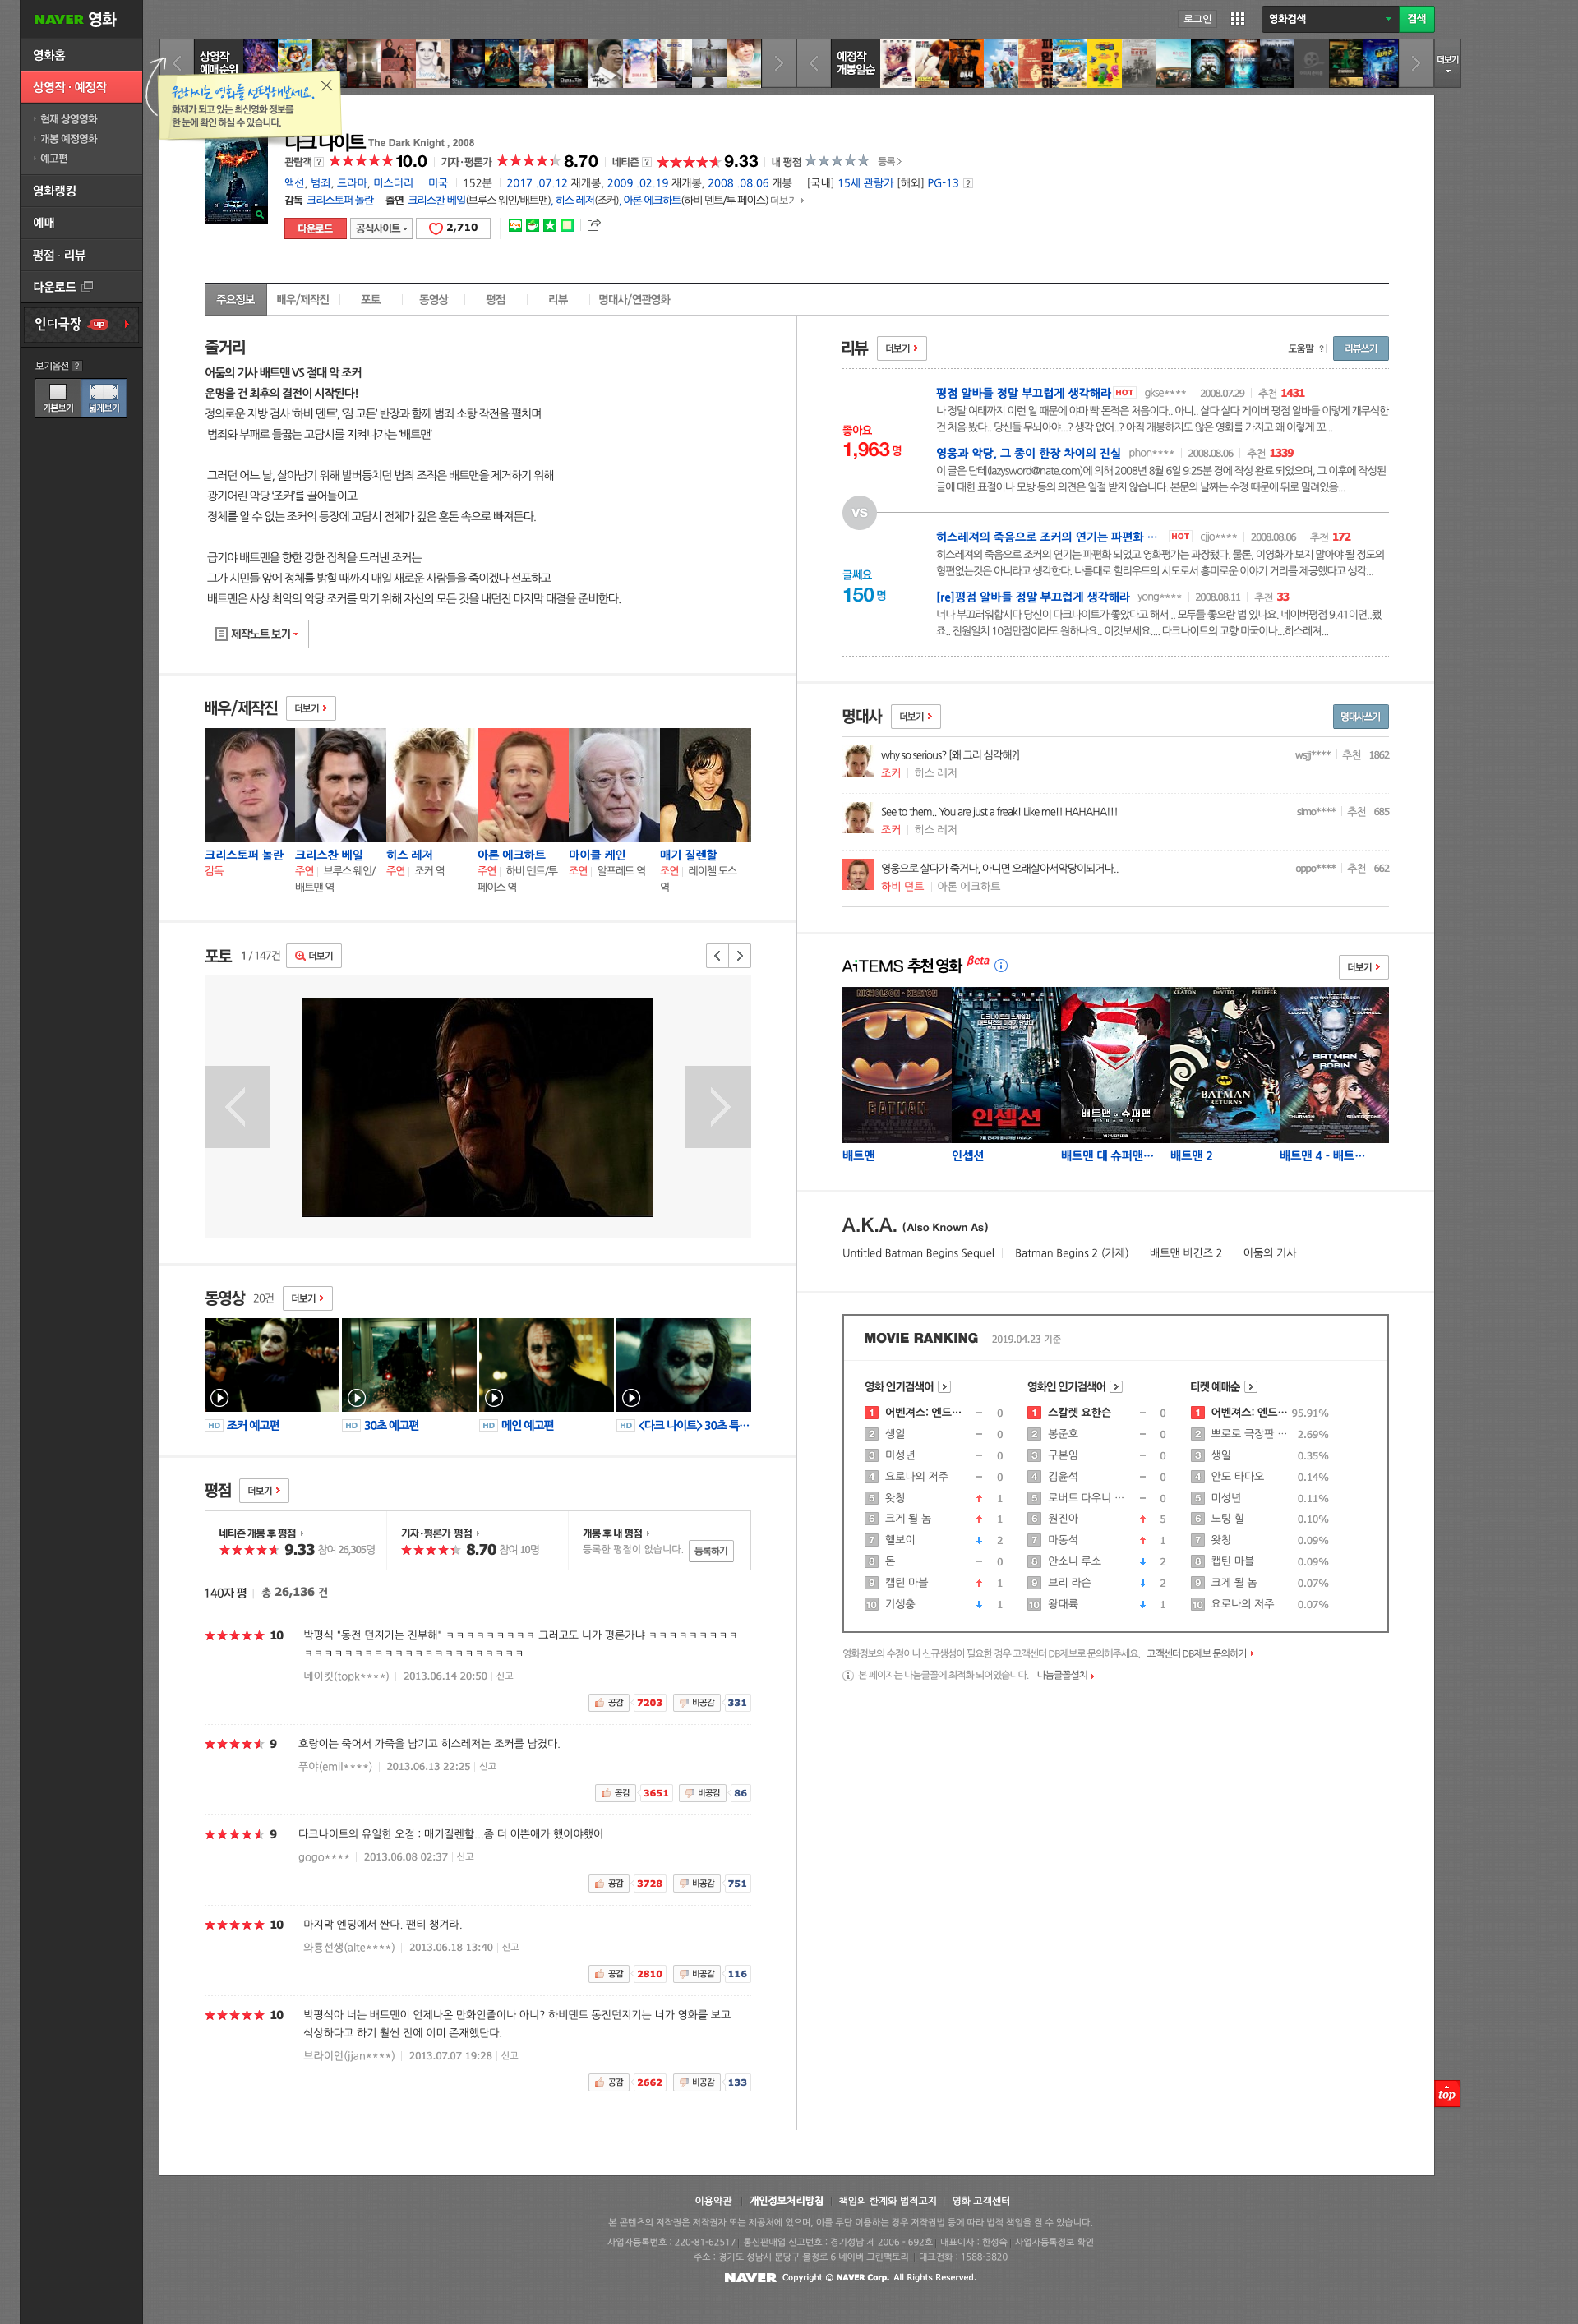 NAVER 영화
로그인
영화검색
검색
영화홈
상영작 · 예정작
현재 상영영화
개봉 예정영화
예고편
영화랭킹
예매
평점 · 리뷰
다운로드
인디극장 up
보기옵션 ?
기본보기 넓게보기
상영작
예매순위
예정작
개봉일순
더보기
원하시는 영화를 선택해보세요.
화제가 되고 있는 최신영화 정보를
한 눈에 확인 하실 수 있습니다.
다크 나이트 The Dark Knight , 2008
관람객 ? 10.0 기자·평론가 8.70 네티즌 ? 9.33 내 평점 등록
액션, 범죄, 드라마, 미스터리 미국 152분 2017 .07.12 재개봉, 2009 .02.19 재개봉, 2008 .08.06 개봉 [국내] 15세 관람가 [해외] PG-13 ?
감독 크리스토퍼 놀란 출연 크리스찬 베일(브루스 웨인/배트맨), 히스 레저(조커), 아론 에크하트(하비 덴트/투 페이스) 더보기
다운로드 공식사이트 2,710
주요정보 배우/제작진 포토 동영상 평점 리뷰 명대사/연관영화
줄거리
어둠의 기사 배트맨 VS 절대 악 조커
운명을 건 최후의 결전이 시작된다!
정의로운 지방 검사 ‘하비 덴트’, ‘짐 고든’ 반장과 함께 범죄 소탕 작전을 펼치며
범죄와 부패로 들끓는 고담시를 지켜나가는 ‘배트맨’
그러던 어느 날, 살아남기 위해 발버둥치던 범죄 조직은 배트맨을 제거하기 위해
광기어린 악당 ‘조커’를 끌어들이고
정체를 알 수 없는 조커의 등장에 고담시 전체가 깊은 혼돈 속으로 빠져든다.
급기야 배트맨을 향한 강한 집착을 드러낸 조커는
그가 시민들 앞에 정체를 밝힐 때까지 매일 새로운 사람들을 죽이겠다 선포하고
배트맨은 사상 최악의 악당 조커를 막기 위해 자신의 모든 것을 내던진 마지막 대결을 준비한다.
제작노트 보기
배우/제작진 더보기
크리스토퍼 놀란 크리스찬 베일 히스 레저 아론 에크하트 마이클 케인 매기 질렌할
감독 주연 브루스 웨인/ 주연 조커 역 주연 하비 덴트/투 조연 알프레드 역 조연 레이첼 도스
배트맨 역 페이스 역 역
포토 1 / 147건 더보기
동영상 20건 더보기
HD 조커 예고편 HD 30초 예고편 HD 메인 예고편 HD <다크 나이트> 30초 특…
평점 더보기
네티즌 개봉 후 평점 기자·평론가 평점 개봉 후 내 평점
9.33 참여 26,305명 8.70 참여 10명 등록한 평점이 없습니다. 등록하기
140자 평 총 26,136 건
10 박평식 "동전 던지기는 진부해" ㅋㅋㅋㅋㅋㅋㅋㅋㅋ 그러고도 니가 평론가냐 ㅋㅋㅋㅋㅋㅋㅋㅋㅋ
ㅋㅋㅋㅋㅋㅋㅋㅋㅋㅋㅋㅋㅋㅋㅋㅋㅋㅋㅋㅋㅋㅋ
네이킷(topk****) 2013.06.14 20:50 신고
공감 7203 비공감 331
9 호랑이는 죽어서 가죽을 남기고 히스레저는 조커를 남겼다.
푸야(emil****) 2013.06.13 22:25 신고
공감 3651 비공감 86
9 다크나이트의 유일한 오점 : 매기질렌할...좀 더 이쁜애가 했어야했어
gogo**** 2013.06.08 02:37 신고
공감 3728 비공감 751
10 마지막 엔딩에서 싼다. 팬티 챙겨라.
와룡선생(alte****) 2013.06.18 13:40 신고
공감 2810 비공감 116
10 박평식아 너는 배트맨이 언제나온 만화인줄이나 아니? 하비덴트 동전던지기는 너가 영화를 보고
식상하다고 하기 훨씬 전에 이미 존재했단다.
브라이언(jjan****) 2013.07.07 19:28 신고
공감 2662 비공감 133
리뷰 더보기 도움말 ? 리뷰쓰기
좋아요
1,963 명
평점 알바들 정말 부끄럽게 생각해라 HOT gkse**** 2008.07.29 추천 1431
나 정말 여태까지 이런 일 때문에 야마 빡 돈적은 처음이다.. 아니.. 살다 살다 게이버 평점 알바들 이렇게 개무식한
건 처음 봤다.. 당신들 무뇌아야...? 생각 없어..? 아직 개봉하지도 않은 영화를 가지고 왜 이렇게 꼬...
영웅과 악당, 그 종이 한장 차이의 진실 phon**** 2008.08.06 추천 1339
이 글은 단테(lazysword@nate.com)에 의해 2008년 8월 6일 9:25분 경에 작성 완료 되었으며, 그 이후에 작성된
글에 대한 표절이나 모방 등의 의견은 일절 받지 않습니다. 본문의 날짜는 수정 때문에 뒤로 밀려있음...
VS
글쎄요
150 명
히스레져의 죽음으로 조커의 연기는 파편화 … HOT cjjo**** 2008.08.06 추천 172
히스레져의 죽음으로 조커의 연기는 파편화 되었고 영화평가는 과장됐다. 물론, 이영화가 보지 말아야 될 정도의
형편없는것은 아니라고 생각한다. 나름대로 헐리우드의 시도로서 흥미로운 이야기 거리를 제공했다고 생각...
[re]평점 알바들 정말 부끄럽게 생각해라 yong**** 2008.08.11 추천 33
너나 부끄러워합시다 당신이 다크나이트가 좋았다고 해서 .. 모두들 좋으란 법 있나요. 네이버평점 9.41이면..됐
죠.. 전원일치 10점만점이라도 원하나요.. 이것보세요.... 다크나이트의 고향 미국이나...히스레져...
명대사 더보기 명대사쓰기
why so serious? [왜 그리 심각해?] wsjj**** 추천 1862
조커 히스 레저
See to them.. You are just a freak! Like me!! HAHAHA!!! simo**** 추천 685
조커 히스 레저
영웅으로 살다가 죽거나, 아니면 오래살아서악당이되거나.. oppo**** 추천 662
하비 던트 아론 에크하트
AiTEMS 추천 영화 βeta 더보기
BATMAN
인셉션
배트맨 대 슈퍼맨
BATMAN RETURNS
BATMAN & ROBIN
배트맨 인셉션 배트맨 대 슈퍼맨… 배트맨 2 배트맨 4 - 배트…
A.K.A. (Also Known As)
Untitled Batman Begins Sequel Batman Begins 2 (가제) 배트맨 비긴즈 2 어둠의 기사
MOVIE RANKING 2019.04.23 기준
영화 인기검색어 영화인 인기검색어 티켓 예매순
1 어벤져스: 엔드… 0 1 스칼렛 요한슨 0 1 어벤져스: 엔드… 95.91%
2 생일 0 2 봉준호 0 2 뽀로로 극장판 … 2.69%
3 미성년 0 3 구본임 0 3 생일 0.35%
4 요로나의 저주 0 4 김윤석 0 4 안도 타다오 0.14%
5 왓칭 1 5 로버트 다우니 … 0 5 미성년 0.11%
6 크게 될 놈 1 6 원진아 5 6 노팅 힐 0.10%
7 헬보이 2 7 마동석 1 7 왓칭 0.09%
8 돈 0 8 안소니 루소 2 8 캡틴 마블 0.09%
9 캡틴 마블 1 9 브리 라슨 2 9 크게 될 놈 0.07%
10 기생충 1 10 왕대륙 1 10 요로나의 저주 0.07%
영화정보의 수정이나 신규생성이 필요한 경우 고객센터 DB제보로 문의해주세요. 고객센터 DB제보 문의하기
본 페이지는 나눔글꼴에 최적화 되어있습니다. 나눔글꼴설치
top
이용약관 개인정보처리방침 책임의 한계와 법적고지 영화 고객센터
본 콘텐츠의 저작권은 저작권자 또는 제공처에 있으며, 이를 무단 이용하는 경우 저작권법 등에 따라 법적 책임을 질 수 있습니다.
사업자등록번호 : 220-81-62517 통신판매업 신고번호 : 경기성남 제 2006 - 692호 대표이사 : 한성숙 사업자등록정보 확인
주소 : 경기도 성남시 분당구 불정로 6 네이버 그린팩토리 대표전화 : 1588-3820
NAVER Copyright © NAVER Corp. All Rights Reserved.